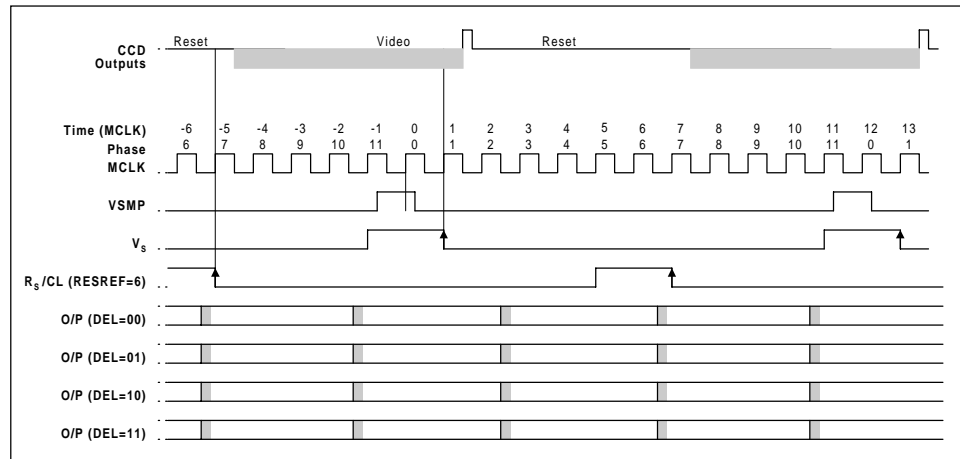 Reset Video Reset
CCD
Outputs
Time (MCLK) -6 -5 -4 -3 -2 -1 0 1 2 3 4 5 6 7 8 9 10 11 12 13
Phase 6 7 8 9 10 11 0 1 2 3 4 5 6 7 8 9 10 11 0 1
MCLK
VSMP
VS
RS/CL (RESREF=6)
O/P (DEL=00)
O/P (DEL=01)
O/P (DEL=10)
O/P (DEL=11)